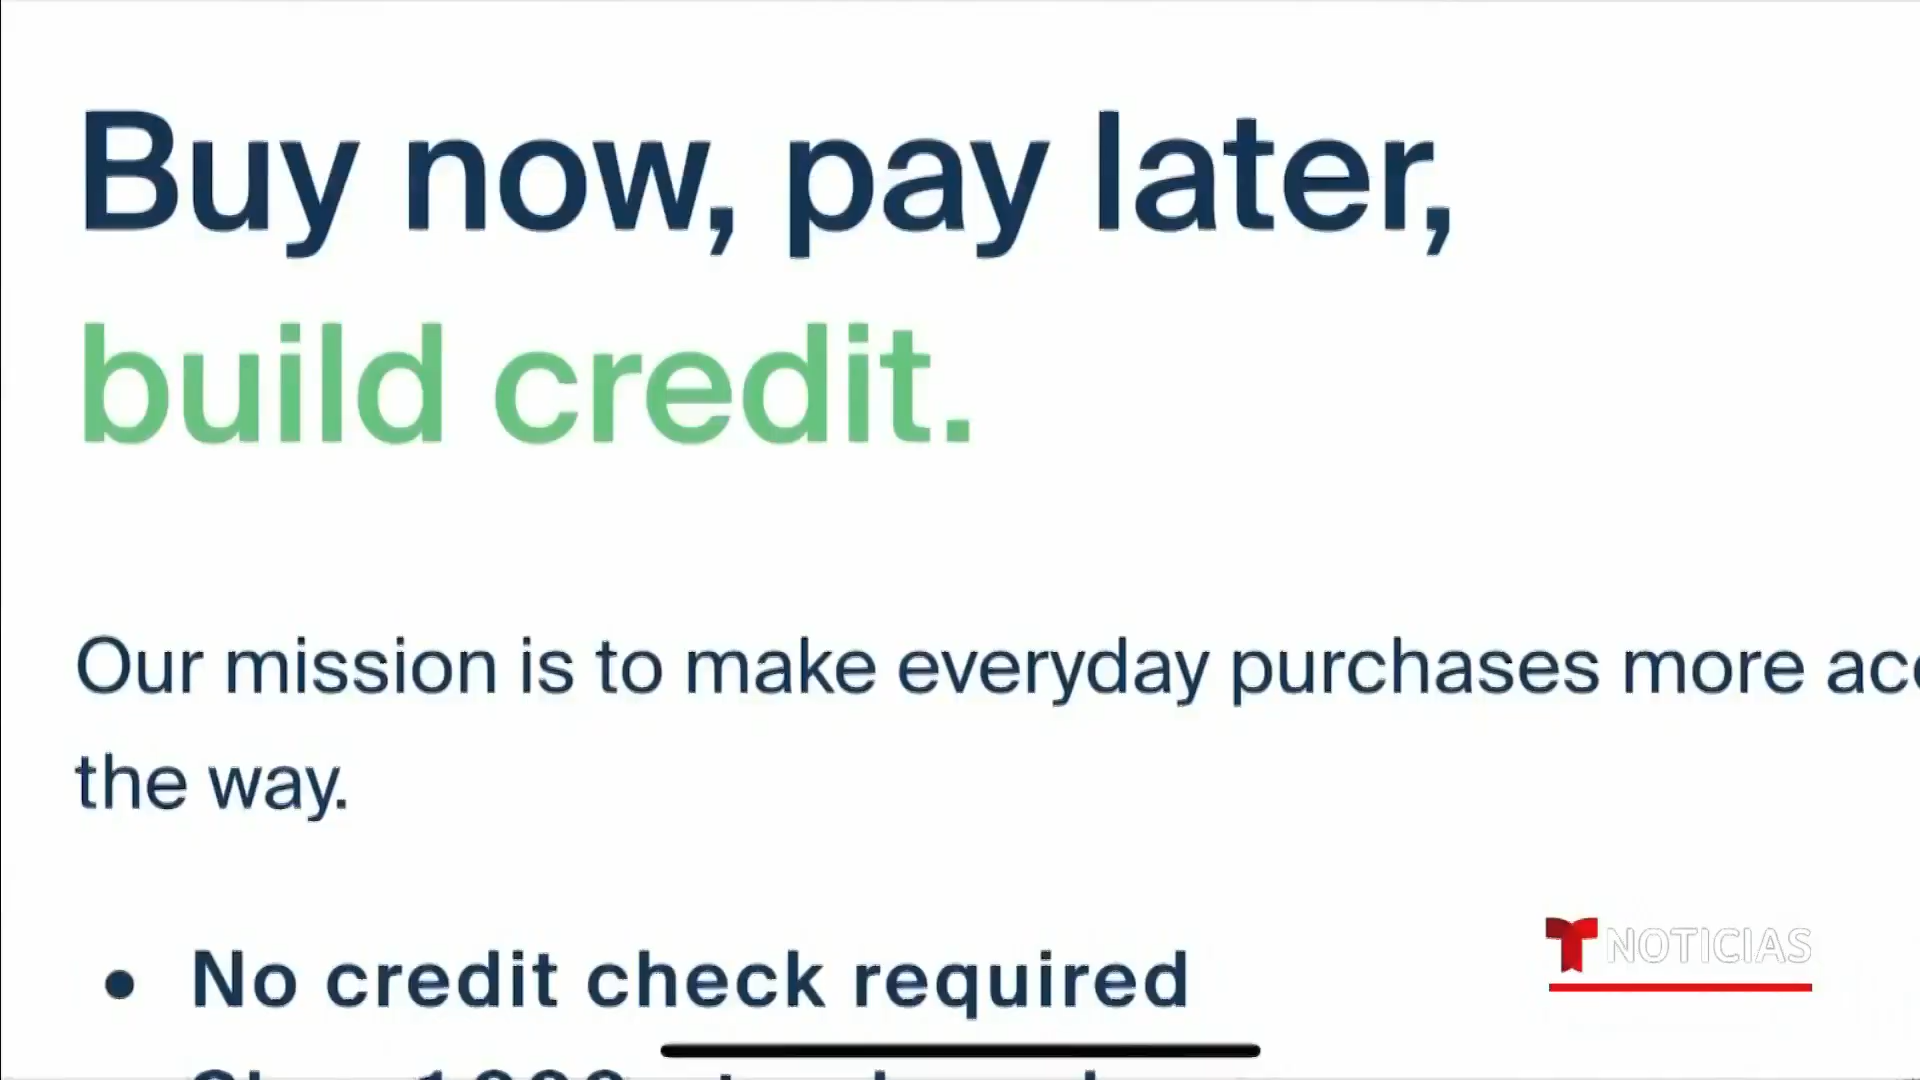 Buy now, pay later,
build credit.
Our mission is to make everyday purchases more
the way.
• No credit check required
NOTICIAS